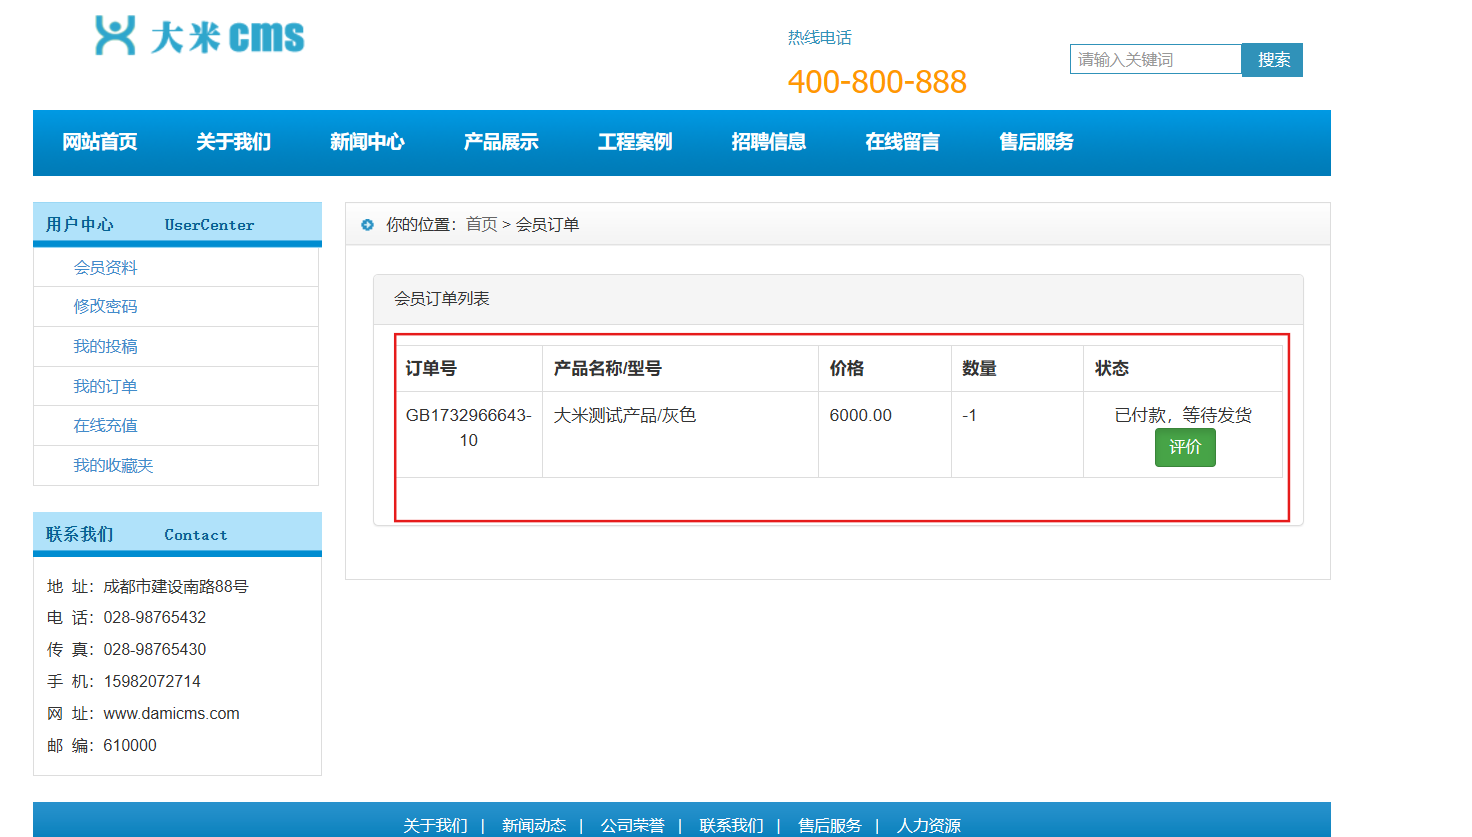 大米cms
热线电话
400-800-888
请输入关键词 搜索
网站首页 关于我们 新闻中心 产品展示 工程案例 招聘信息 在线留言 售后服务
用户中心 UserCenter
会员资料
修改密码
我的投稿
我的订单
在线充值
我的收藏夹
联系我们 Contact
地 址：成都市建设南路88号
电 话：028-98765432
传 真：028-98765430
手 机：15982072714
网 址：www.damicms.com
邮 编：610000
你的位置：首页 > 会员订单
会员订单列表
订单号 产品名称/型号 价格 数量 状态
GB1732966643-10 大米测试产品/灰色 6000.00 -1 已付款，等待发货
评价
关于我们 | 新闻动态 | 公司荣誉 | 联系我们 | 售后服务 | 人力资源